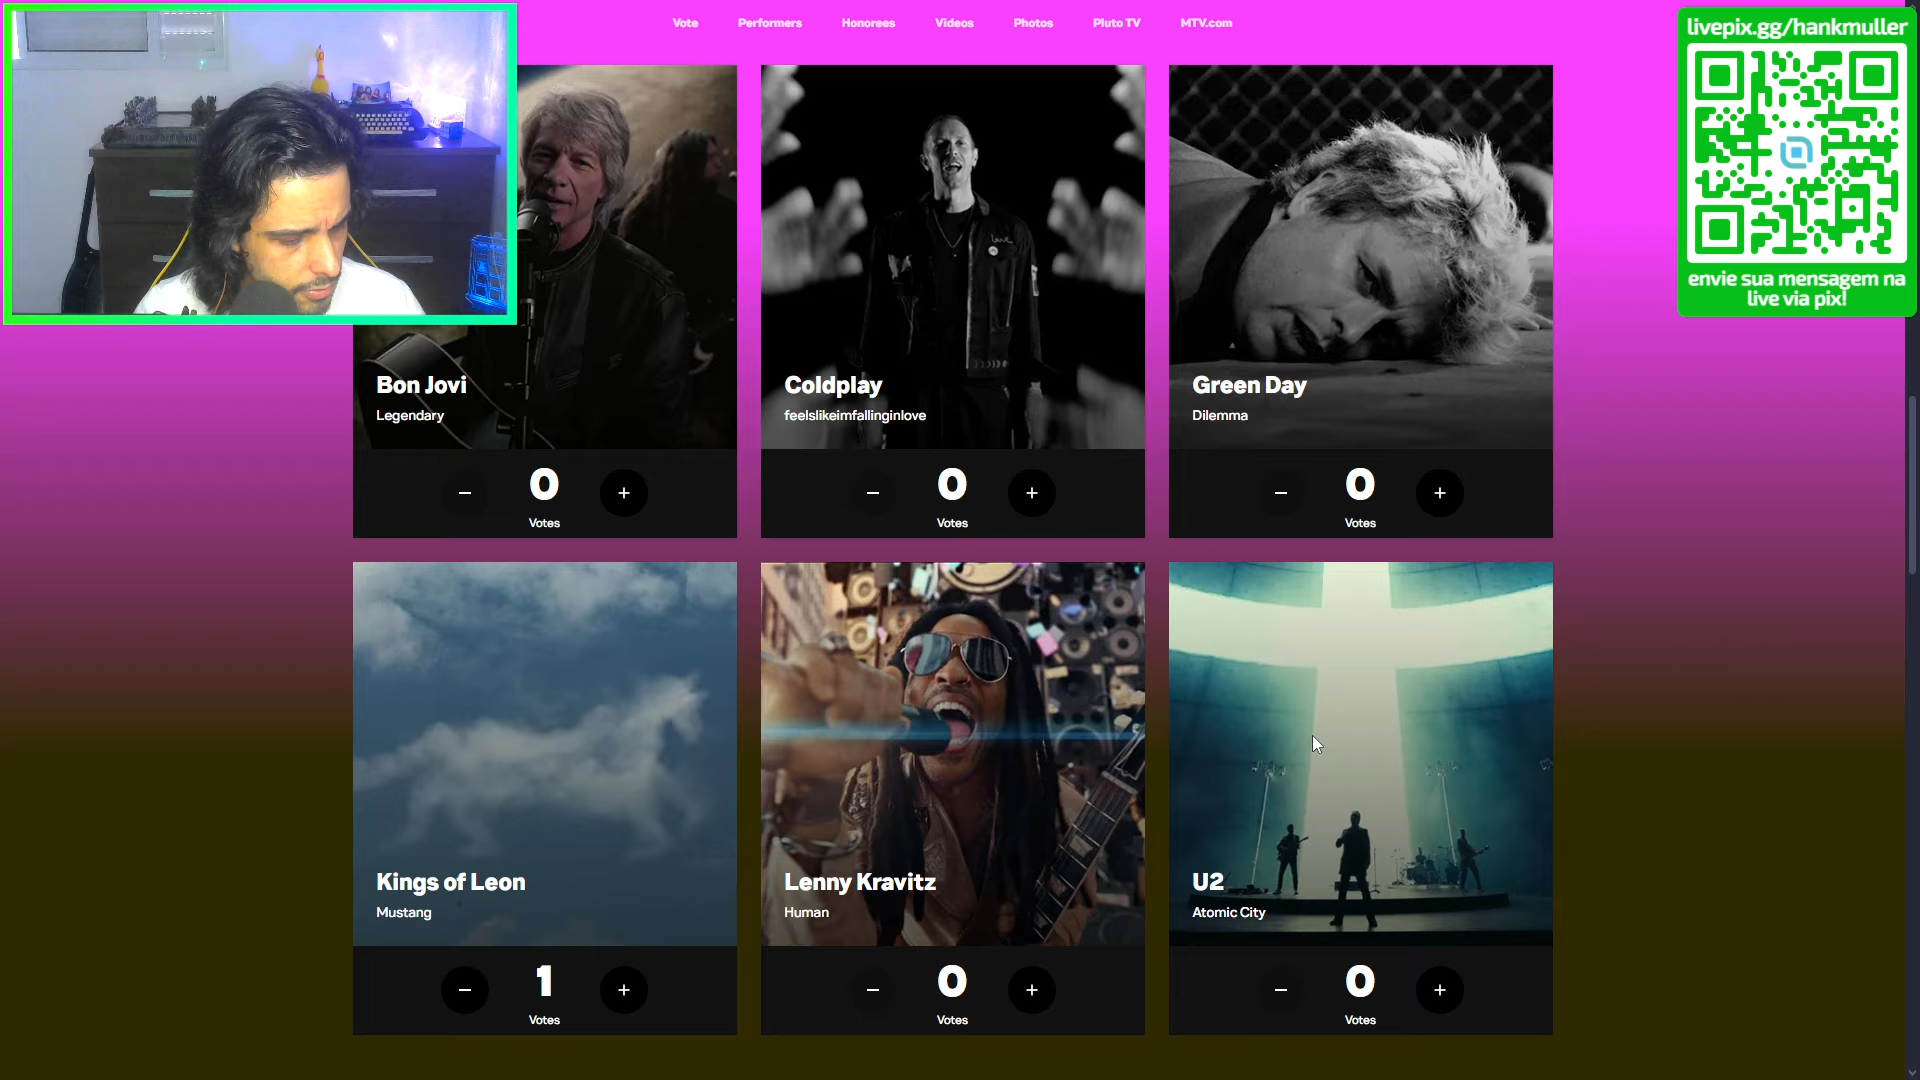 Vote Performers Honorees Videos Photos Pluto TV MTV.com
livepix.gg/hankmuller
envie sua mensagem na
live via pix!
Bon Jovi
Legendary
0
Votes
Coldplay
feelslikeimfallinginlove
0
Votes
Green Day
Dilemma
0
Votes
Kings of Leon
Mustang
1
Votes
Lenny Kravitz
Human
0
Votes
U2
Atomic City
0
Votes